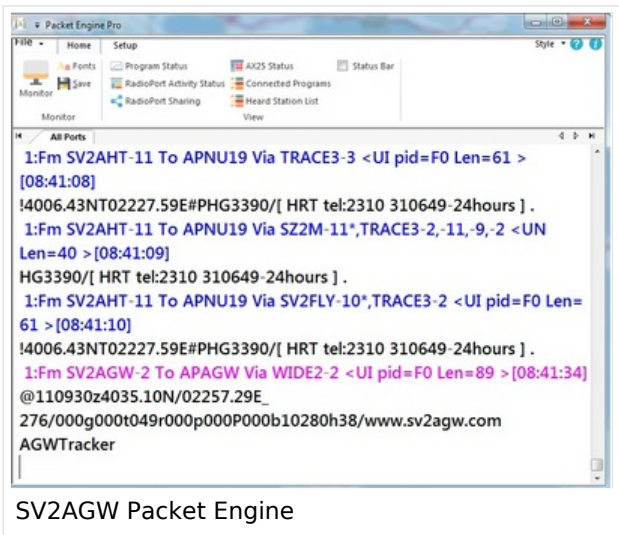 Packet Engine Pro
File Home Setup Style
Fonts Program Status AX25 Status Status Bar
Save RadioPort Activity Status Connected Programs
Monitor RadioPort Sharing Heard Station List
Monitor View
All Ports
1:Fm SV2AHT-11 To APNU19 Via TRACE3-3 <UI pid=F0 Len=61 >
[08:41:08]
!4006.43NT02227.59E#PHG3390/[ HRT tel:2310 310649-24hours ] .
1:Fm SV2AHT-11 To APNU19 Via SZ2M-11*,TRACE3-2,-11,-9,-2 <UN
Len=40 >[08:41:09]
HG3390/[ HRT tel:2310 310649-24hours ] .
1:Fm SV2AHT-11 To APNU19 Via SV2FLY-10*,TRACE3-2 <UI pid=F0 Len=
61 >[08:41:10]
!4006.43NT02227.59E#PHG3390/[ HRT tel:2310 310649-24hours ] .
1:Fm SV2AGW-2 To APAGW Via WIDE2-2 <UI pid=F0 Len=89 >[08:41:34]
@110930z4035.10N/02257.29E_
276/000g000t049r000p000P000b10280h38/www.sv2agw.com
AGWTracker
SV2AGW Packet Engine